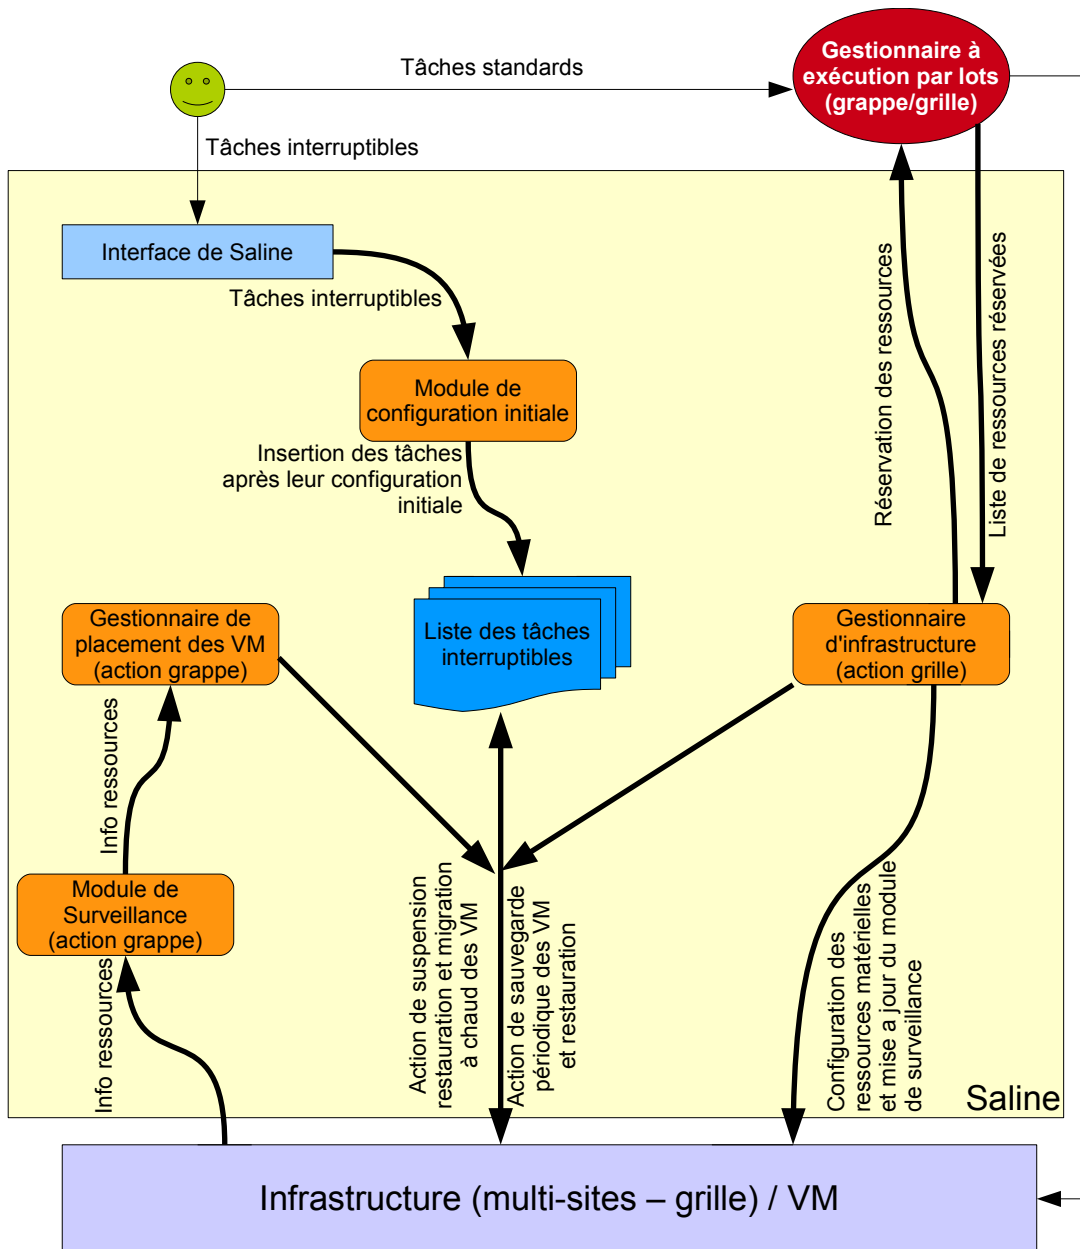 Gestionnaire à
exécution par lots
(grappe/grille)
Tâches standards
Tâches interruptibles
Interface de Saline
Tâches interruptibles
Module de
configuration initiale
Insertion des tâches
après leur configuration
initiale
Réservation des ressources
Liste de ressources réservées
Gestionnaire de
placement des VM
(action grappe)
Liste des tâches
interruptibles
Gestionnaire
d'infrastructure
(action grille)
Info ressources
Module de
Surveillance
(action grappe)
Info ressources
Action de suspension
restauration et migration
à chaud des VM
Action de sauvegarde
périodique des VM
et restauration
Configuration des
ressources matérielles
et mise a jour du module
de surveillance
Saline
Infrastructure (multi-sites – grille) / VM